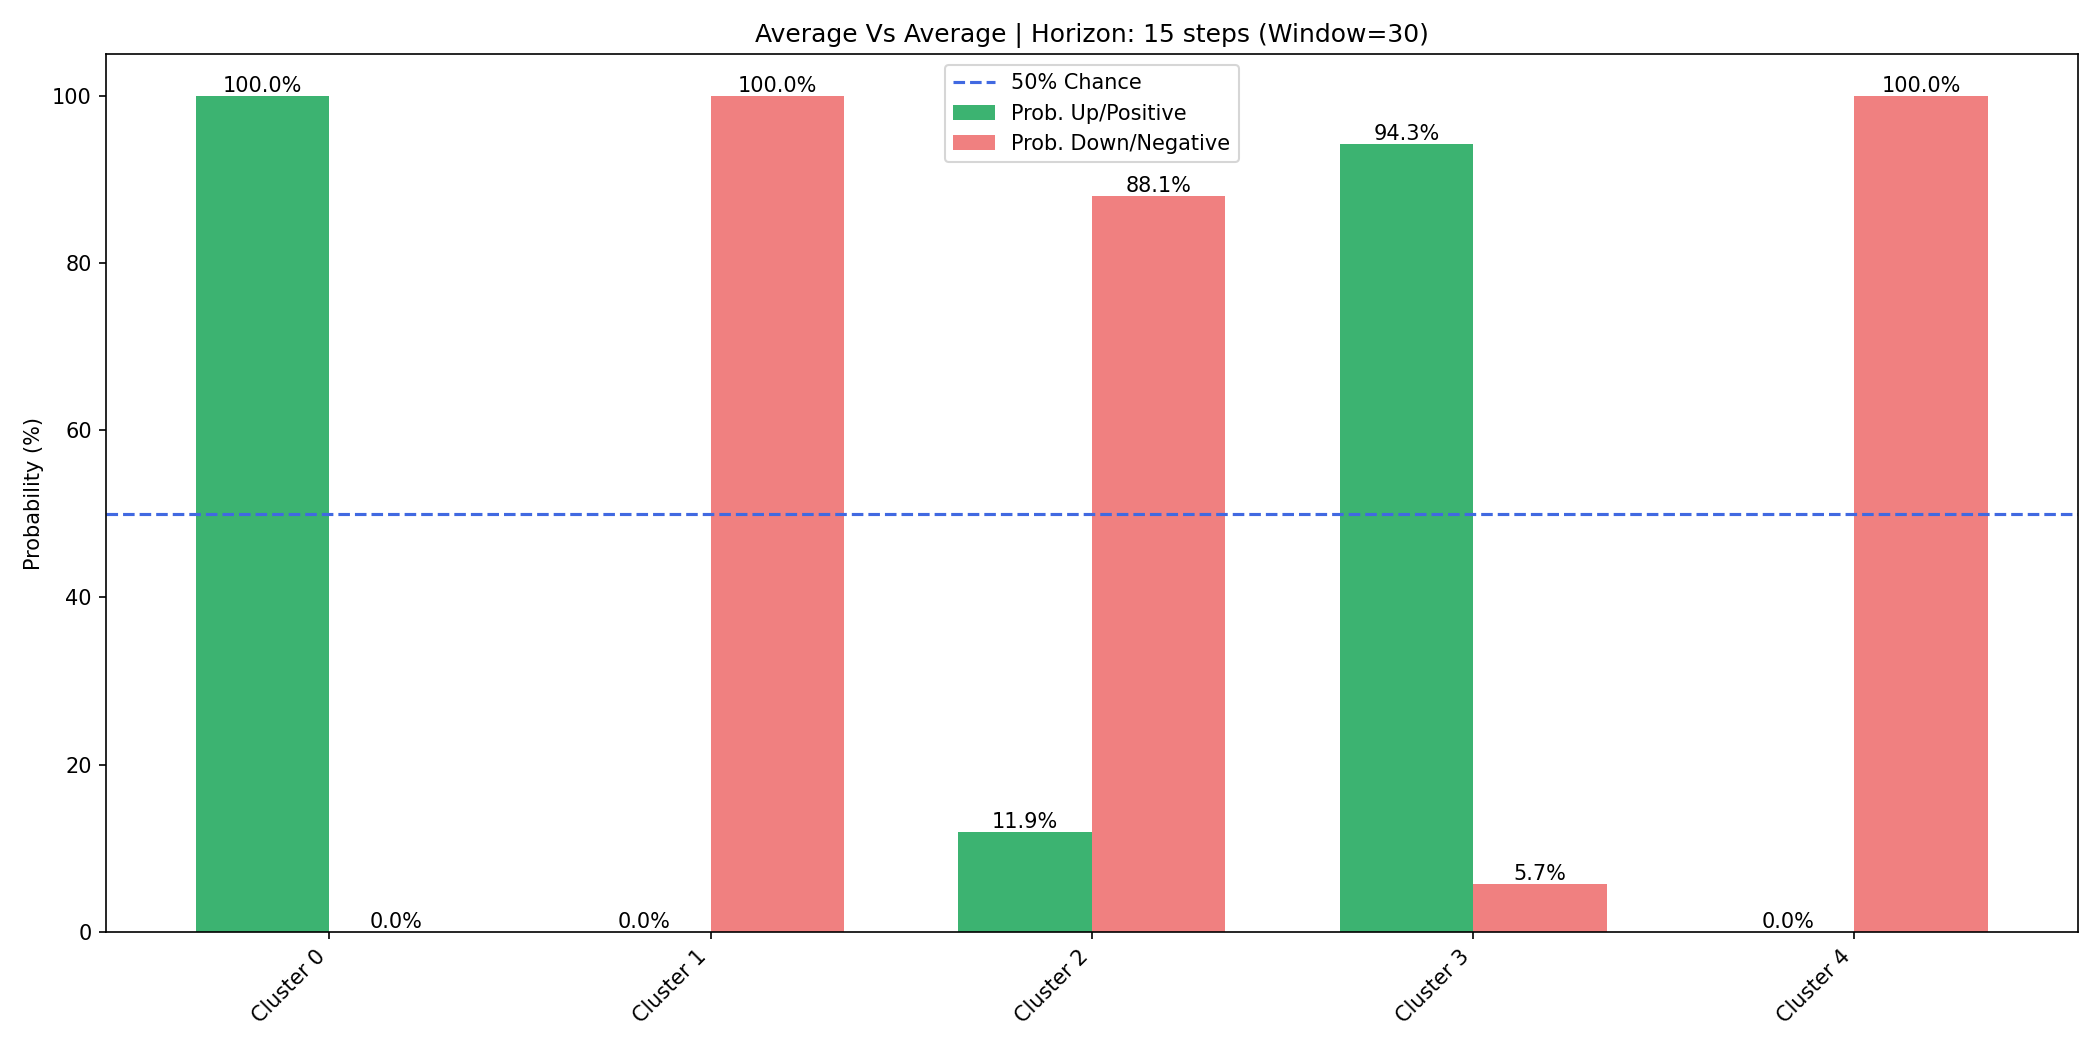 Average Vs Average | Horizon: 15 steps (Window=30)
50% Chance
Prob. Up/Positive
Prob. Down/Negative
Probability (%)
100
80
60
40
20
0
100.0%
0.0%
0.0%
100.0%
11.9%
88.1%
94.3%
5.7%
0.0%
100.0%
Cluster 0
Cluster 1
Cluster 2
Cluster 3
Cluster 4